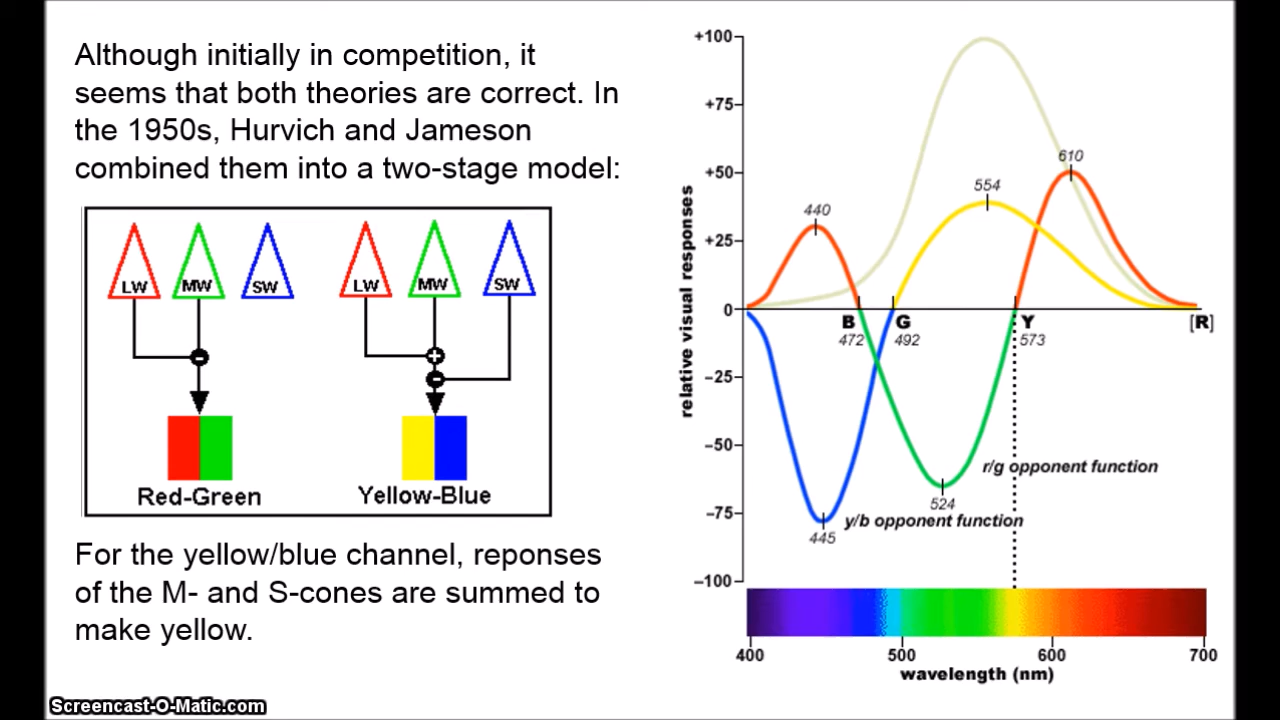 Although initially in competition, it
seems that both theories are correct. In
the 1950s, Hurvich and Jameson
combined them into a two-stage model:
LW MW SW LW MW SW
Red-Green Yellow-Blue
For the yellow/blue channel, reponses
of the M- and S-cones are summed to
make yellow.
Screencast-O-Matic.com
relative visual responses
+100
+75
+50
+25
0
−25
−50
−75
−100
440
554
610
B G Y [R]
472 492 573
r/g opponent function
524
y/b opponent function
445
400 500 600 700
wavelength (nm)